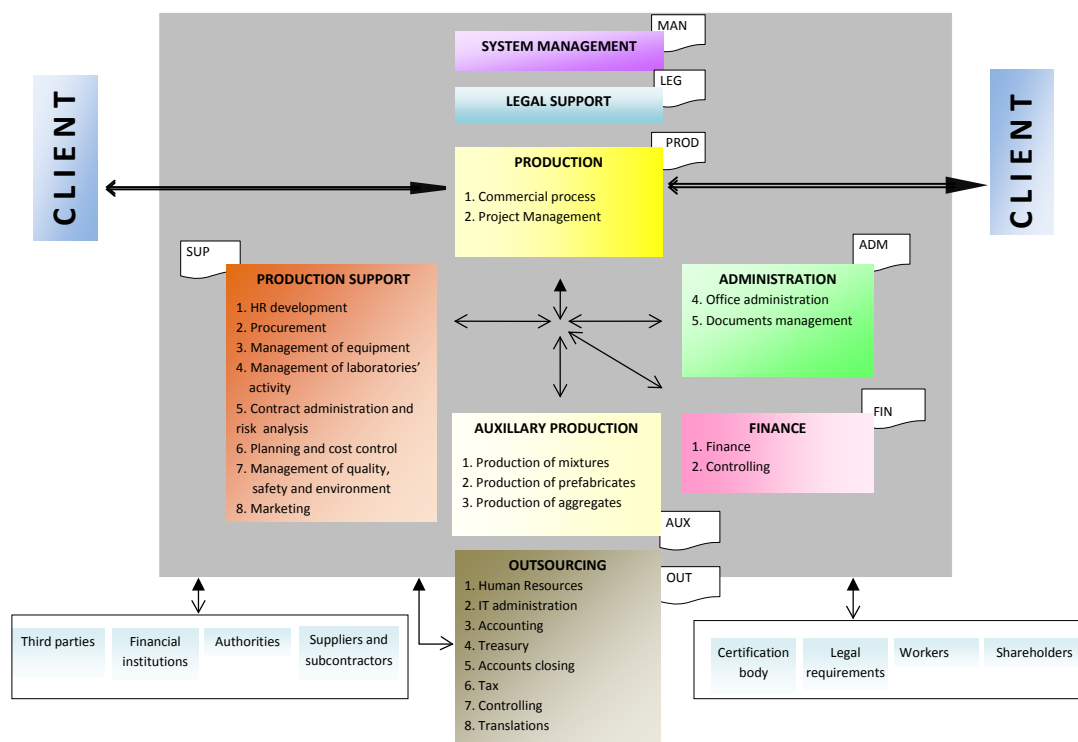 MAN
SYSTEM MANAGEMENT
LEG
LEGAL SUPPORT
CLIENT
CLIENT
PROD
PRODUCTION
1. Commercial process
2. Project Management
SUP
PRODUCTION SUPPORT
1. HR development
2. Procurement
3. Management of equipment
4. Management of laboratories’
activity
5. Contract administration and
risk analysis
6. Planning and cost control
7. Management of quality,
safety and environment
8. Marketing
ADM
ADMINISTRATION
4. Office administration
5. Documents management
AUXILLARY PRODUCTION
1. Production of mixtures
2. Production of prefabricates
3. Production of aggregates
AUX
FIN
FINANCE
1. Finance
2. Controlling
OUT
OUTSOURCING
1. Human Resources
2. IT administration
3. Accounting
4. Treasury
5. Accounts closing
6. Tax
7. Controlling
8. Translations
Third parties
Financial
institutions
Authorities
Suppliers and
subcontractors
Certification
body
Legal
requirements
Workers
Shareholders